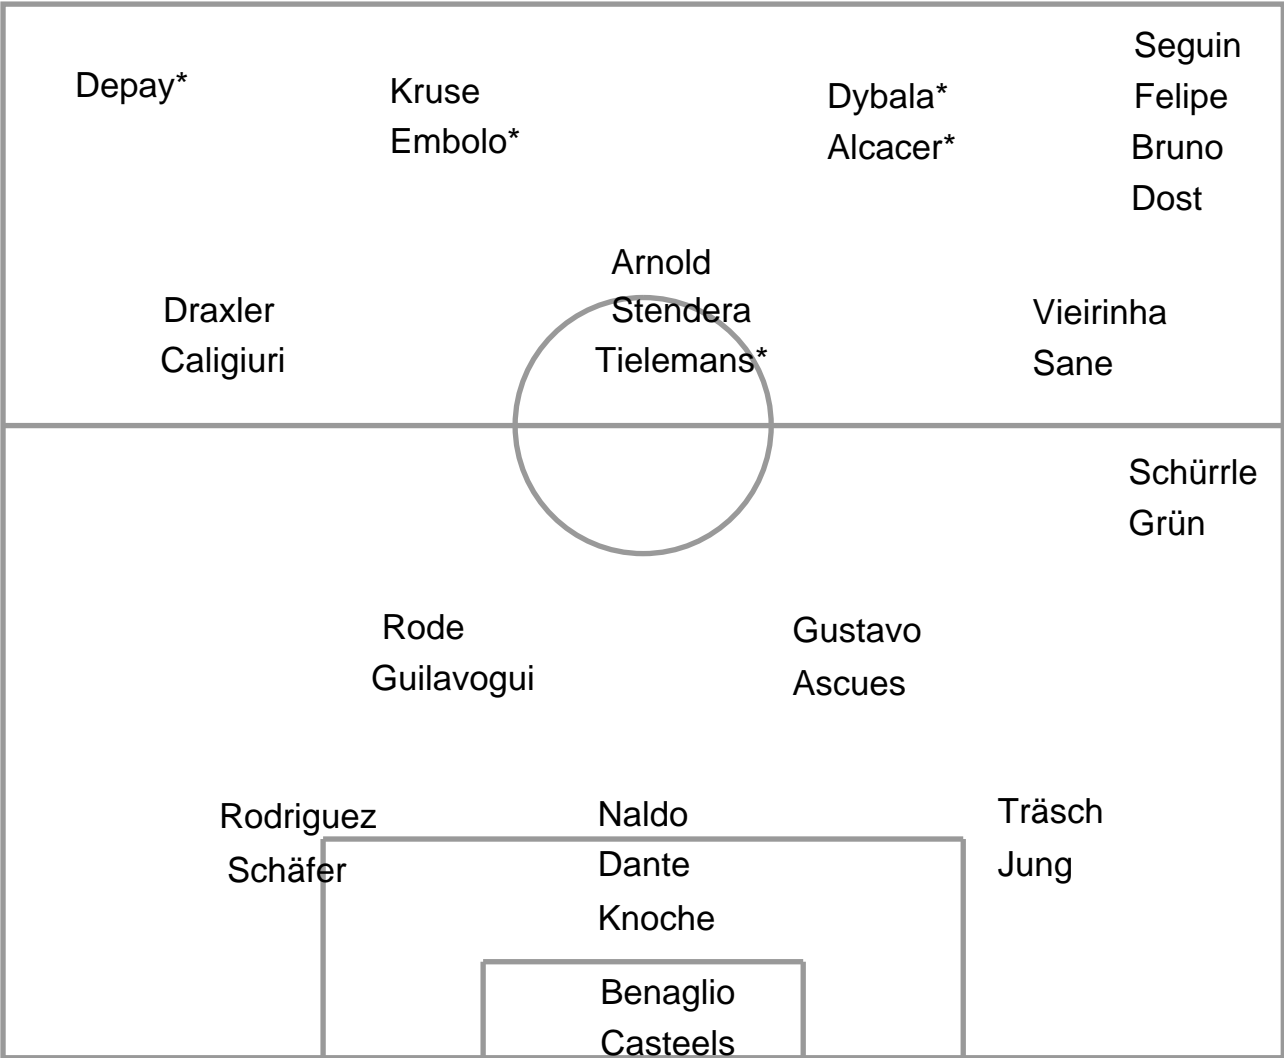 Depay*
Kruse
Embolo*
Dybala*
Alcacer*
Seguin
Felipe
Bruno
Dost
Draxler
Caligiuri
Arnold
Stendera
Tielemans*
Vieirinha
Sane
Schürrle
Grün
Rode
Guilavogui
Gustavo
Ascues
Rodriguez
Schäfer
Naldo
Dante
Knoche
Träsch
Jung
Benaglio
Casteels